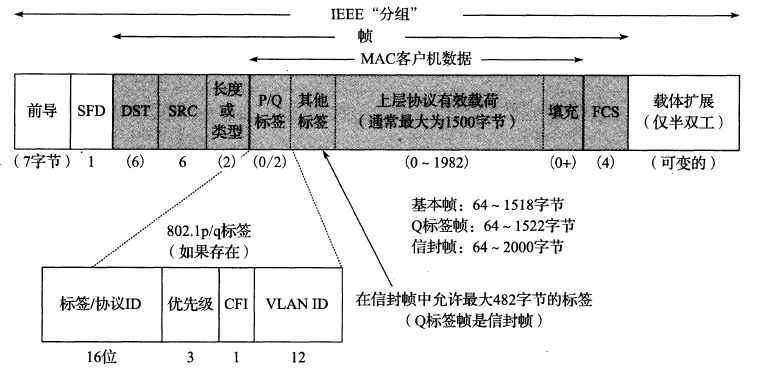 IEEE“分组”
帧
MAC客户机数据
前导
SFD
DST
SRC
长度
或
类型
P/Q
标签
其他
标签
上层协议有效载荷
(通常最大为1500字节)
填充
FCS
载体扩展
(仅半双工)
(7字节)
1
(6)
6
(2)
(0/2)
(0~1982)
(0+)
(4)
(可变的)
基本帧：64~1518字节
Q标签帧：64~1522字节
信封帧：64~2000字节
802.1p/q标签
(如果存在)
标签/协议ID
优先级
CFI
VLAN ID
16位
3
1
12
在信封帧中允许最大482字节的标签
(Q标签帧是信封帧)